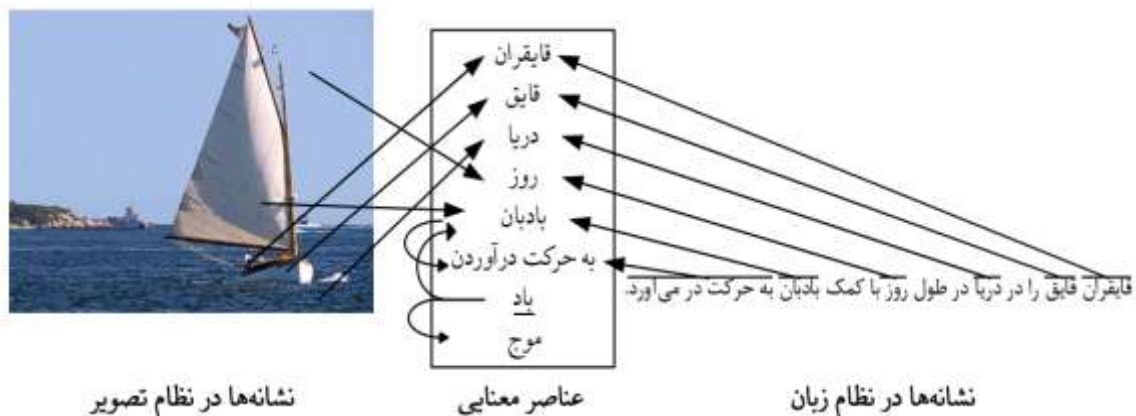 قایقران
قایق
دریا
روز
بادبان
به حرکت درآوردن
باد
موج
قایقران قایق را در دریا در طول روز با کمک بادبان به حرکت در می‌آورد.
نشانه‌ها در نظام زبان
عناصر معنایی
نشانه‌ها در نظام تصویر